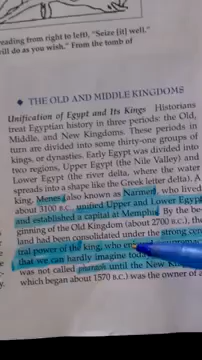 eading from right to left), "Seize [it] well."
will do as you wish." From the tomb of
◆ THE OLD AND MIDDLE KINGDOMS
Unification of Egypt and Its Kings Historians
treat Egyptian history in three periods: the Old,
Middle, and New Kingdoms. These periods in
turn are divided into some thirty-one groups of
kings, or dynasties. Early Egypt was divided into
two regions, Upper Egypt (the Nile Valley) and
Lower Egypt (the river delta, where the water
spreads into a shape like the Greek letter delta). A
king, Menes (also known as Narmer), who lived
about 3100 B.C., unified Upper and Lower Egypt
and established a capital at Memphis. By the be-
ginning of the Old Kingdom (about 2700 B.C.), the
land had been consolidated under the strong cen-
tral power of the king, who
that we can hardly imagine
was not called pharaoh until the New
which began about 1570 B.C.) was the owner of a